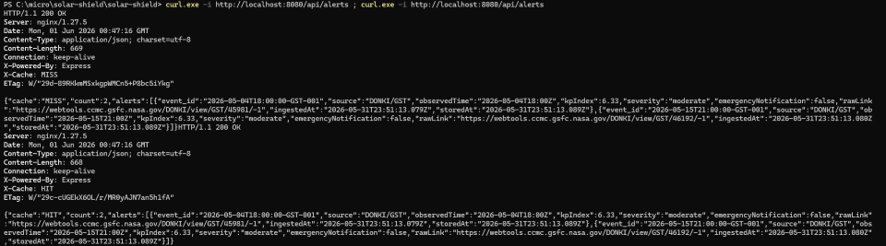 PS C:\micro\solar-shield\solar-shield> curl.exe -i http://localhost:8080/api/alerts ; curl.exe -i http://localhost:8080/api/alerts
HTTP/1.1 200 OK
Server: nginx/1.27.5
Date: Mon, 01 Jun 2026 00:47:16 GMT
Content-Type: application/json; charset=utf-8
Content-Length: 669
Connection: keep-alive
X-Powered-By: Express
X-Cache: MISS
ETag:

{"cache":"MISS","count":2,"alerts":[{"event_id":"2026-05-04T18:00:00-GST-001","source":"DONKI/GST","observedTime":"2026-05-04T18:00Z","kpIndex":6.33,"severity":"moderate","emergencyNotification":false,"rawLink
":"https://webtools.ccmc.gsfc.nasa.gov/DONKI/view/GST/45981/-1","ingestedAt":"2026-05-31T23:51:13.079Z","storedAt":"2026-05-31T23:51:13.089Z"},{"event_id":"2026-05-15T21:00:00-GST-001","source":"DONKI/GST","ob
servedTime":"2026-05-15T21:00Z","kpIndex":6.33,"severity":"moderate","emergencyNotification":false,"rawLink":"https://webtools.ccmc.gsfc.nasa.gov/DONKI/view/GST/46192/-1","ingestedAt":"2026-05-31T23:51:13.080Z
","storedAt":"2026-05-31T23:51:13.089Z"}]}HTTP/1.1 200 OK
Server: nginx/1.27.5
Date: Mon, 01 Jun 2026 00:47:16 GMT
Content-Type: application/json; charset=utf-8
Content-Length: 668
Connection: keep-alive
X-Powered-By: Express
X-Cache: HIT
ETag:

{"cache":"HIT","count":2,"alerts":[{"event_id":"2026-05-04T18:00:00-GST-001","source":"DONKI/GST","observedTime":"2026-05-04T18:00Z","kpIndex":6.33,"severity":"moderate","emergencyNotification":false,"rawLink"
:"https://webtools.ccmc.gsfc.nasa.gov/DONKI/view/GST/45981/-1","ingestedAt":"2026-05-31T23:51:13.079Z","storedAt":"2026-05-31T23:51:13.089Z"},{"event_id":"2026-05-15T21:00:00-GST-001","source":"DONKI/GST","obs
ervedTime":"2026-05-15T21:00Z","kpIndex":6.33,"severity":"moderate","emergencyNotification":false,"rawLink":"https://webtools.ccmc.gsfc.nasa.gov/DONKI/view/GST/46192/-1","ingestedAt":"2026-05-31T23:51:13.080Z"
,"storedAt":"2026-05-31T23:51:13.089Z"}]}